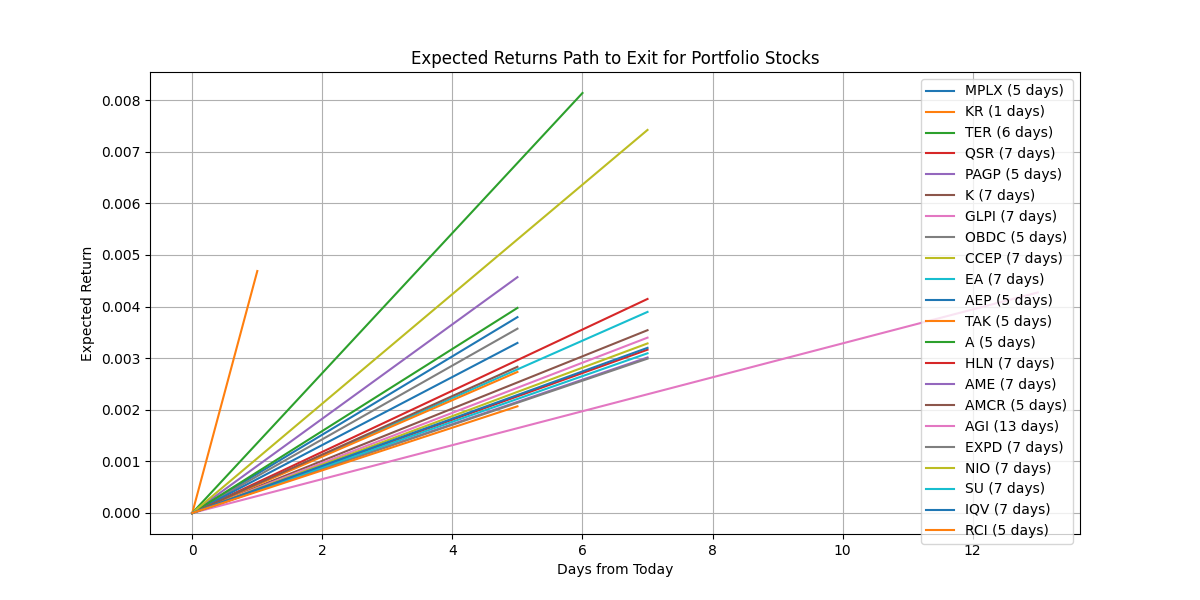 Expected Returns Path to Exit for Portfolio Stocks
Expected Return
0.008
0.007
0.006
0.005
0.004
0.003
0.002
0.001
0.000
0
2
4
6
8
10
12
Days from Today
MPLX (5 days)
KR (1 days)
TER (6 days)
QSR (7 days)
PAGP (5 days)
K (7 days)
GLPI (7 days)
OBDC (5 days)
CCEP (7 days)
EA (7 days)
AEP (5 days)
TAK (5 days)
A (5 days)
HLN (7 days)
AME (7 days)
AMCR (5 days)
AGI (13 days)
EXPD (7 days)
NIO (7 days)
SU (7 days)
IQV (7 days)
RCI (5 days)